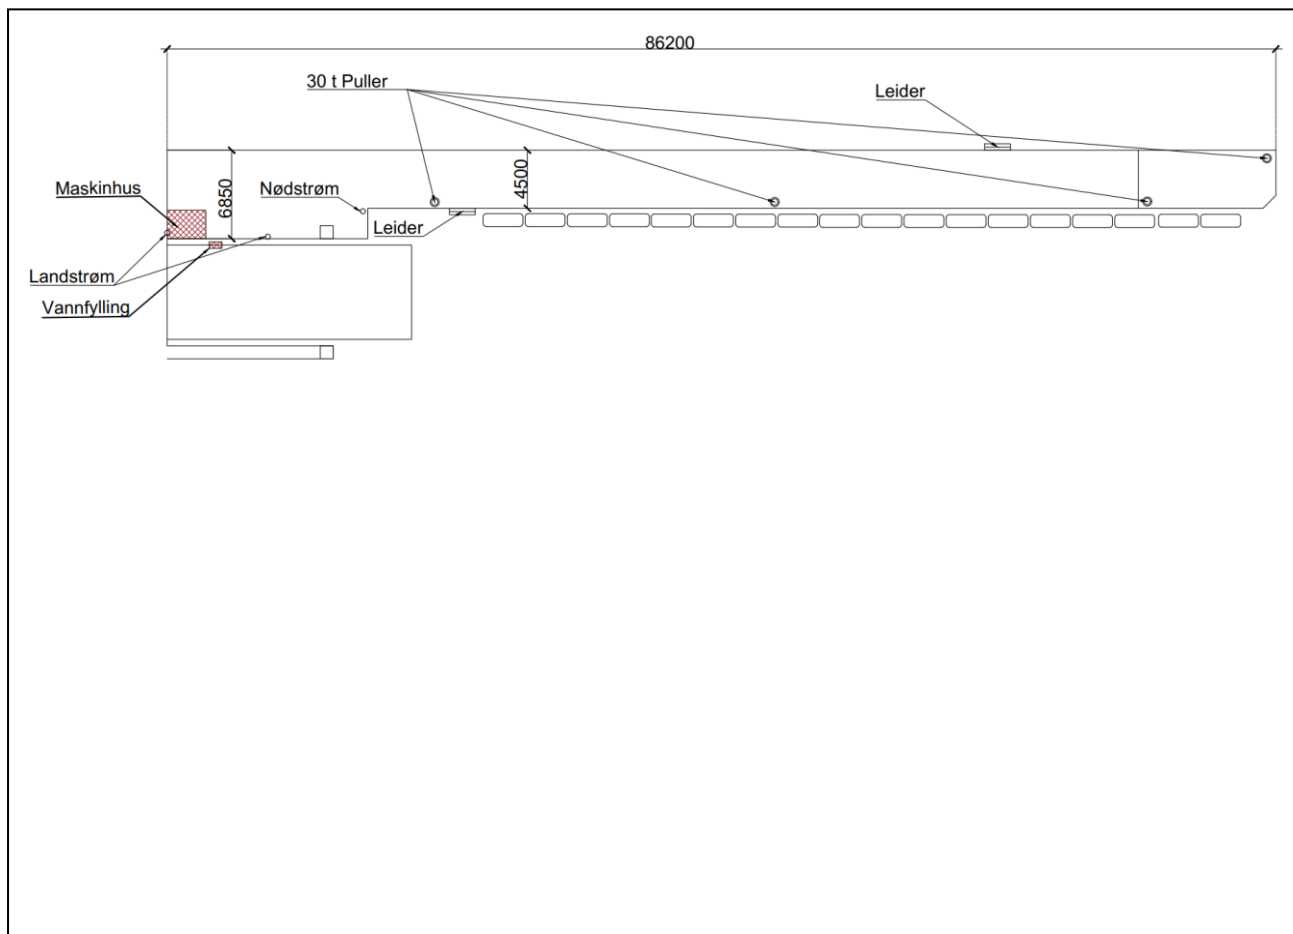 86200
30 t Puller
Leider
Maskinhus
6850
Nødstrøm
4500
Leider
Landstrøm
Vannfylling